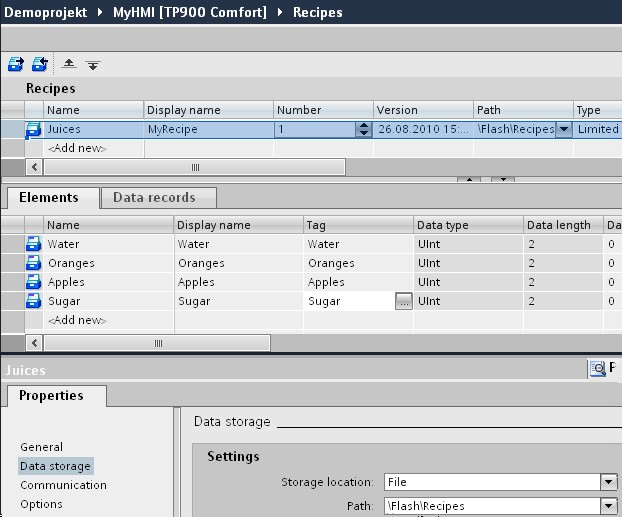 Demoprojekt MyHMI [TP900 Comfort] Recipes
Recipes
Name Display name Number Version Path Type
Juices MyRecipe 1 26.08.2010 15:... \Flash\Recipes Limited
<Add new>
Elements Data records
Name Display name Tag Data type Data length Da
Water Water Water UInt 2 0
Oranges Oranges Oranges UInt 2 0
Apples Apples Apples UInt 2 0
Sugar Sugar Sugar ... UInt 2 0
<Add new>
Juices P
Properties
Data storage
General
Data storage
Communication
Options
Settings
Storage location: File
Path: \Flash\Recipes